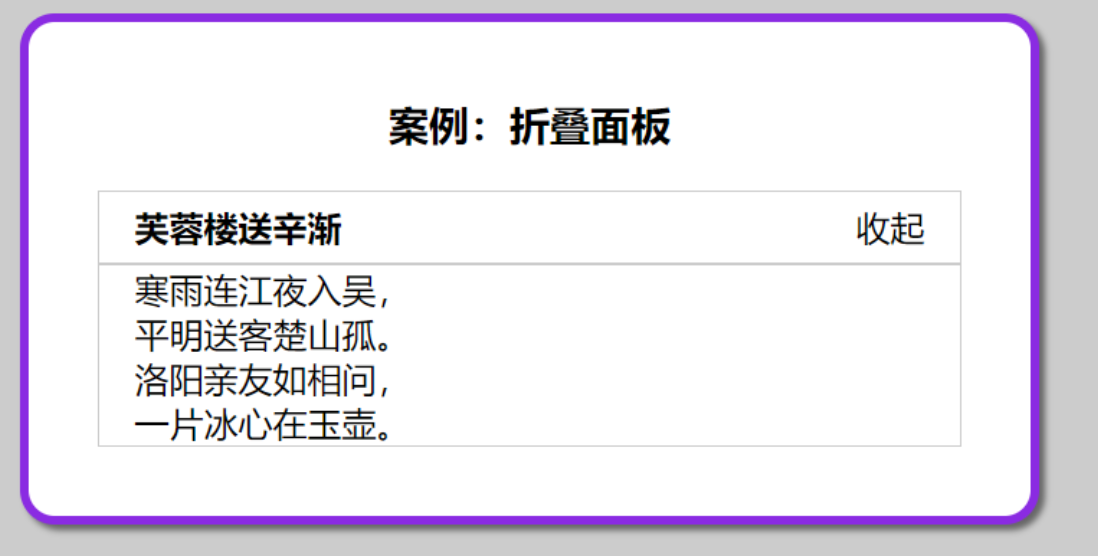 案例：折叠面板
芙蓉楼送辛渐
收起
寒雨连江夜入吴，
平明送客楚山孤。
洛阳亲友如相问，
一片冰心在玉壶。